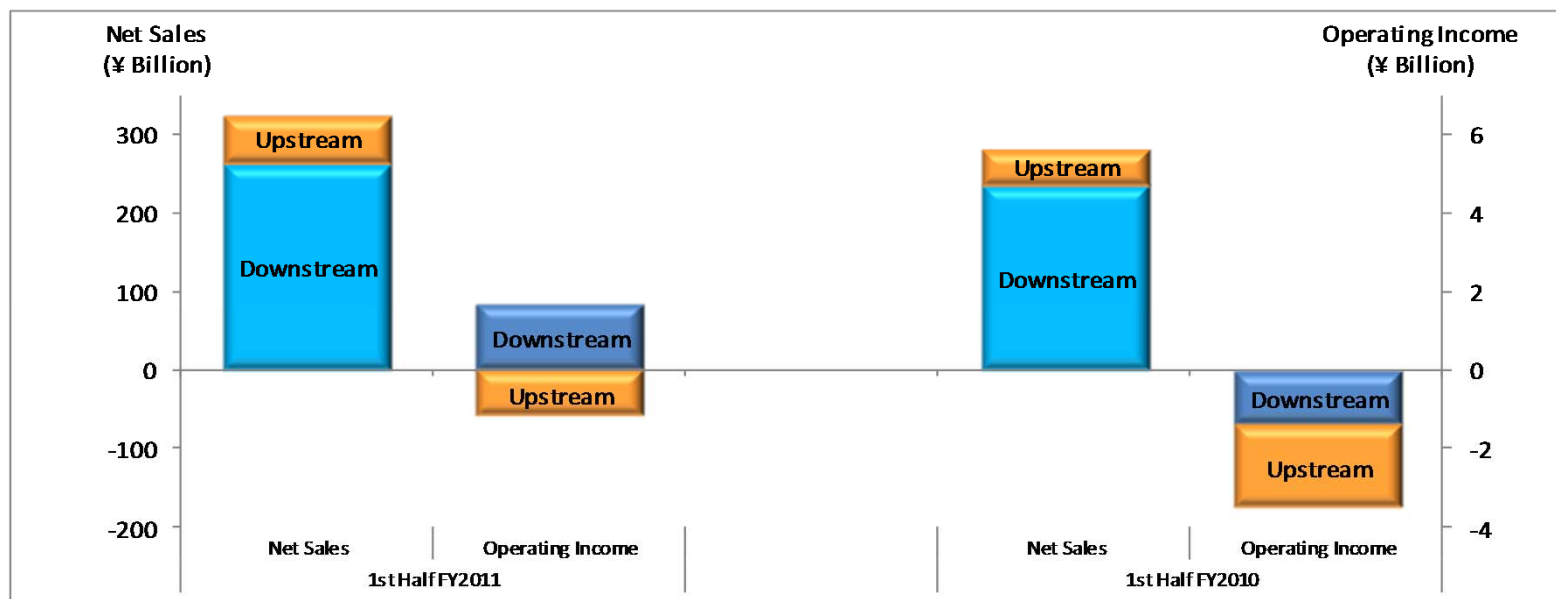 Net Sales
(¥ Billion)
Operating Income
(¥ Billion)
300
200
100
0
-100
-200
6
4
2
0
-2
-4
Upstream
Downstream
Downstream
Upstream
Upstream
Downstream
Downstream
Upstream
Net Sales
Operating Income
Net Sales
Operating Income
1st Half FY2011
1st Half FY2010